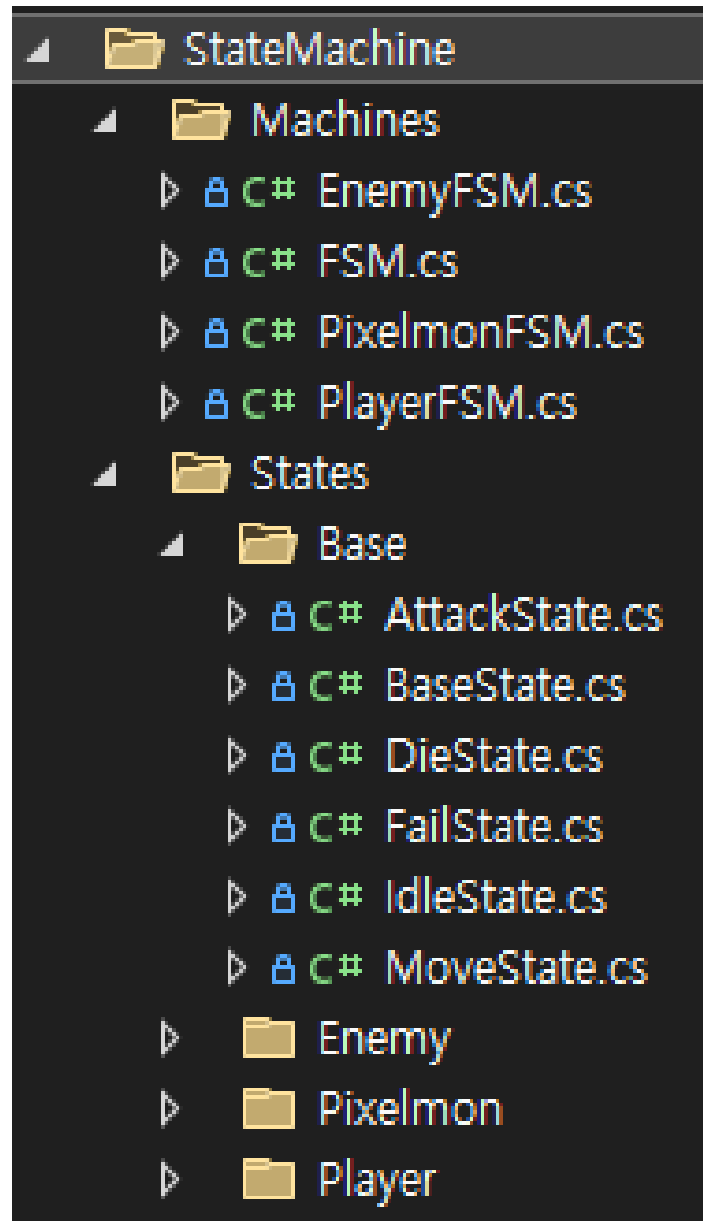 StateMachine
Machines
C# EnemyFSM.cs
C# FSM.cs
C# PixelmonFSM.cs
C# PlayerFSM.cs
States
Base
C# AttackState.cs
C# BaseState.cs
C# DieState.cs
C# FailState.cs
C# IdleState.cs
C# MoveState.cs
Enemy
Pixelmon
Player